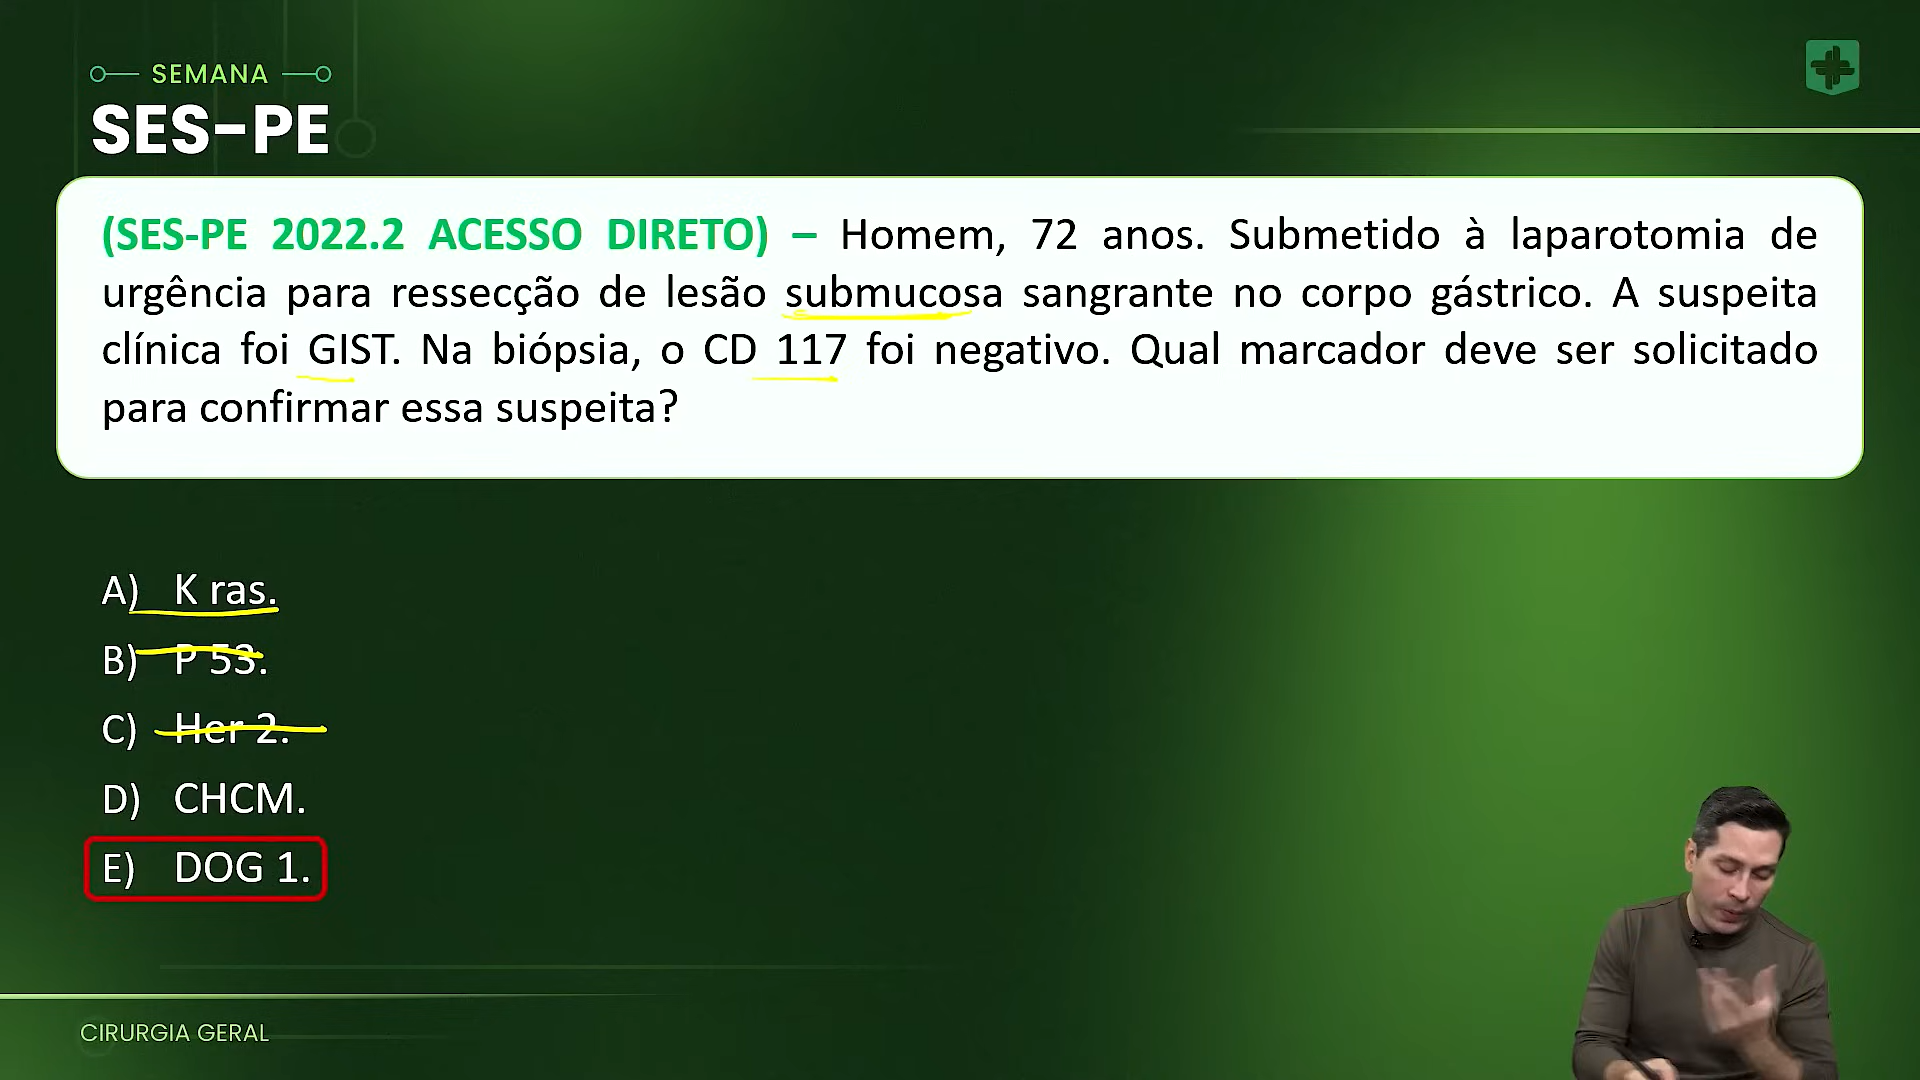 SEMANA
SES-PE
(SES-PE 2022.2 ACESSO DIRETO) – Homem, 72 anos. Submetido à laparotomia de
urgência para ressecção de lesão submucosa sangrante no corpo gástrico. A suspeita
clínica foi GIST. Na biópsia, o CD 117 foi negativo. Qual marcador deve ser solicitado
para confirmar essa suspeita?
A) K ras.
B) P 53.
C) Her 2.
D) CHCM.
E) DOG 1.
CIRURGIA GERAL